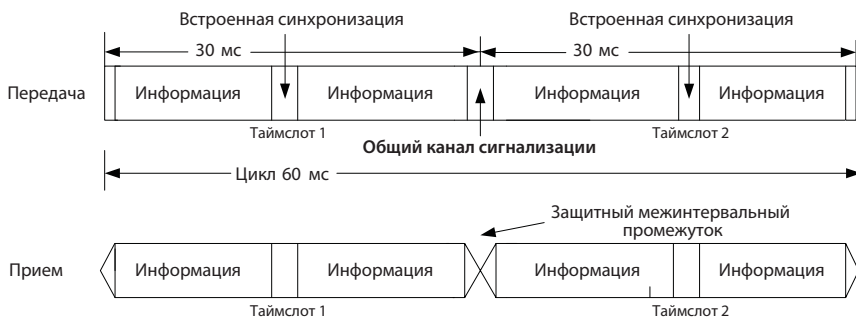 Встроенная синхронизация Встроенная синхронизация
30 мс 30 мс
Передача Информация Информация Информация Информация
Таймслот 1 Таймслот 2
Общий канал сигнализации
Цикл 60 мс
Защитный межинтервальный
промежуток
Прием Информация Информация Информация Информация
Таймслот 1 Таймслот 2